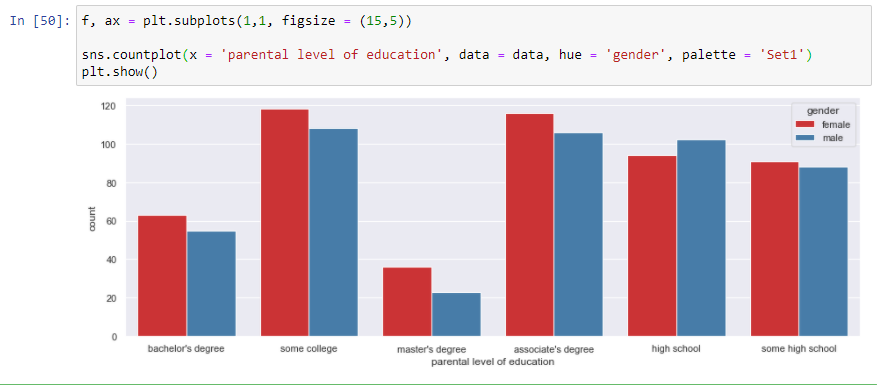 In [50]: f, ax = plt.subplots(1,1, figsize = (15,5))
sns.countplot(x = 'parental level of education', data = data, hue = 'gender', palette = 'Set1')
plt.show()
gender
female
male
120
100
80
60
40
20
0
count
bachelor's degree some college master's degree associate's degree high school some high school
parental level of education